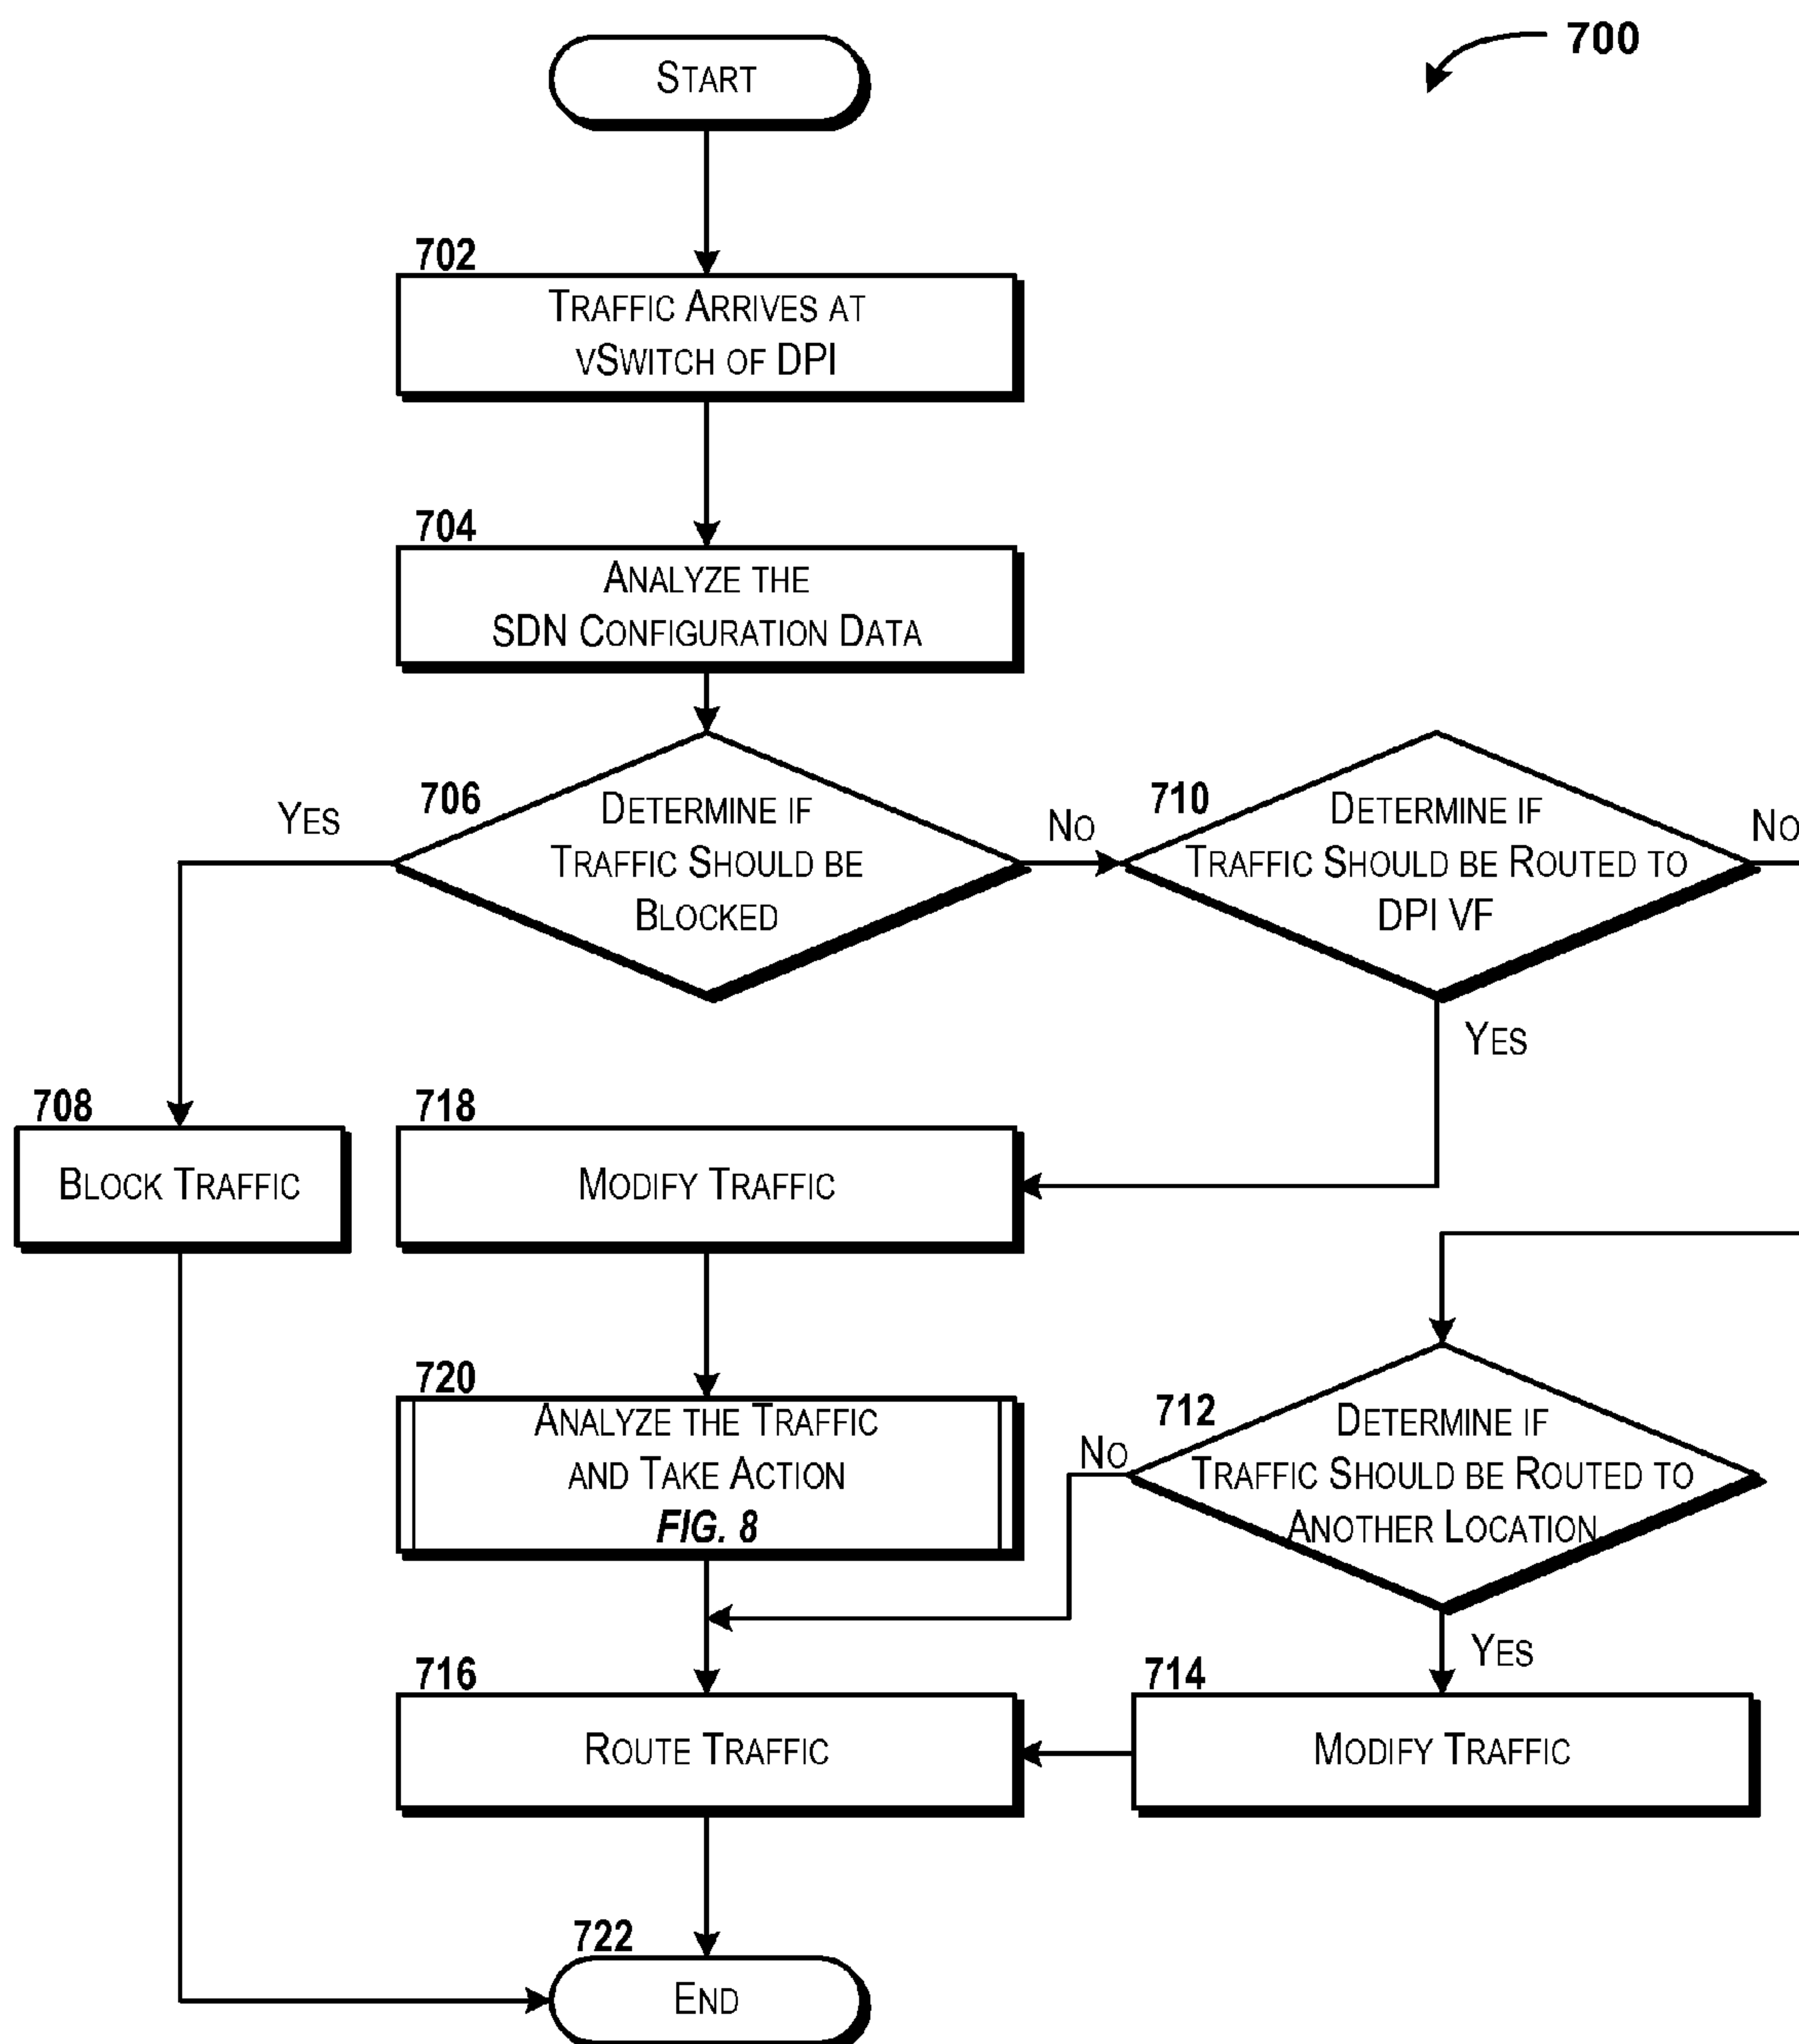 700
START
702
TRAFFIC ARRIVES AT
VSWITCH OF DPI
704
ANALYZE THE
SDN CONFIGURATION DATA
706
DETERMINE IF
TRAFFIC SHOULD BE
BLOCKED
YES
NO
710
DETERMINE IF
TRAFFIC SHOULD BE ROUTED TO
DPI VF
NO
YES
708
BLOCK TRAFFIC
718
MODIFY TRAFFIC
720
ANALYZE THE TRAFFIC
AND TAKE ACTION
FIG. 8
712
DETERMINE IF
TRAFFIC SHOULD BE ROUTED TO
ANOTHER LOCATION
NO
YES
716
ROUTE TRAFFIC
714
MODIFY TRAFFIC
722
END